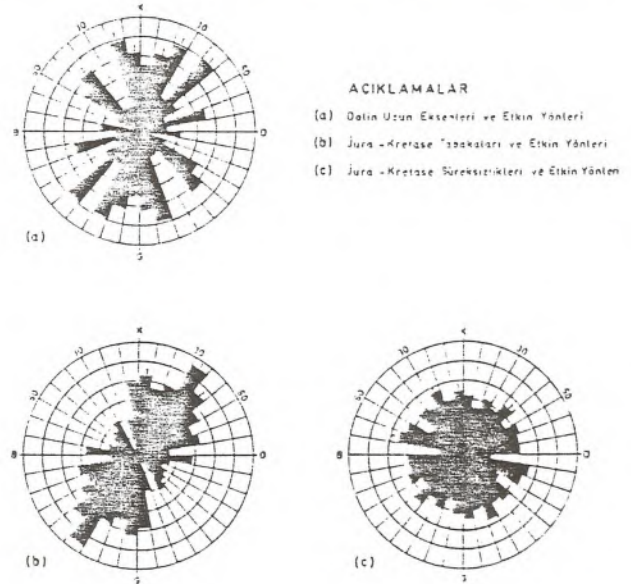 K
B
D
G
(a)
AÇIKLAMALAR
(a) Dolin Uzun Eksenleri ve Etkin Yönleri
(b) Jura - Kretase Tabakaları ve Etkin Yönleri
(c) Jura - Kretase Süreksizlikleri ve Etkin Yönleri
K
B
D
G
(b)
K
B
D
G
(c)